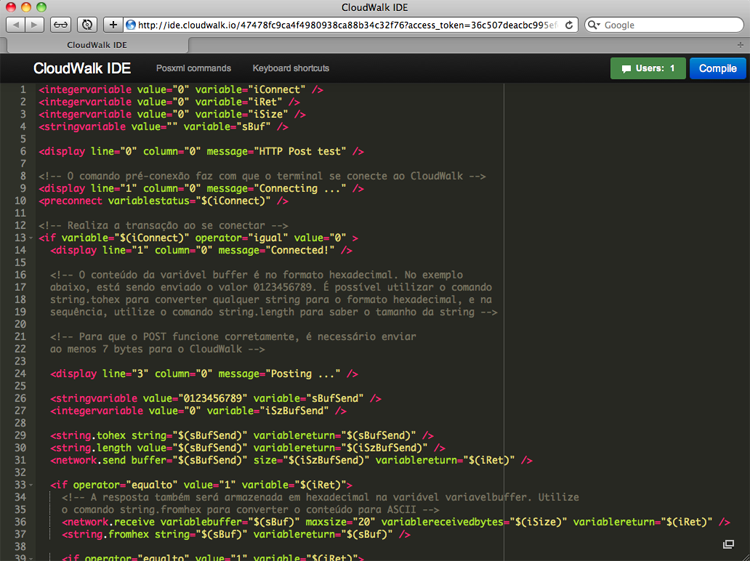 CloudWalk IDE
http://ide.cloudwalk.io/47478fc9ca4f4980938ca88b34c32f76?access_token=36c507deacbc995e
Google
CloudWalk IDE
CloudWalk IDE Posxml commands Keyboard shortcuts Users: 1 Compile
1 <integervariable value="0" variable="iConnect" />
2 <integervariable value="0" variable="iRet" />
3 <integervariable value="0" variable="iSize" />
4 <stringvariable value="" variable="sBuf" />
5
6 <display line="0" column="0" message="HTTP Post test" />
7
8 <!-- O comando pré-conexão faz com que o terminal se conecte ao CloudWalk -->
9 <display line="1" column="0" message="Connecting ..." />
10 <preconnect variablestatus="$(iConnect)" />
11
12 <!-- Realiza a transação ao se conectar -->
13 <if variable="$(iConnect)" operator="igual" value="0" >
14 <display line="1" column="0" message="Connected!" />
15
16 <!-- O conteúdo da variável buffer é no formato hexadecimal. No exemplo
17 abaixo, está sendo enviado o valor 0123456789. É possível utilizar o comando
18 string.tohex para converter qualquer string para o formato hexadecimal, e na
19 sequência, utilize o comando string.length para saber o tamanho da string -->
20
21 <!-- Para que o POST funcione corretamente, é necessário enviar
22 ao menos 7 bytes para o CloudWalk -->
23
24 <display line="3" column="0" message="Posting ..." />
25
26 <stringvariable value="0123456789" variable="sBufSend" />
27 <integervariable value="0" variable="iSzBufSend" />
28
29 <string.tohex string="$(sBufSend)" variablereturn="$(sBufSend)" />
30 <string.length value="$(sBufSend)" variablereturn="$(iSzBufSend)" />
31 <network.send buffer="$(sBufSend)" size="$(iSzBufSend)" variablereturn="$(iRet)" />
32
33 <if operator="equalto" value="1" variable="$(iRet)">
34 <!-- A resposta também será armazenada em hexadecimal na variável variavelbuffer. Utilize
35 o comando string.fromhex para converter o conteúdo para ASCII -->
36 <network.receive variablebuffer="$(sBuf)" maxsize="20" variablereceivedbytes="$(iSize)" variablereturn="$(iRet)" />
37 <string.fromhex string="$(sBuf)" variablereturn="$(sBuf)" />
38
39 <if operator="equalto" value="1" variable="$(iRet)">